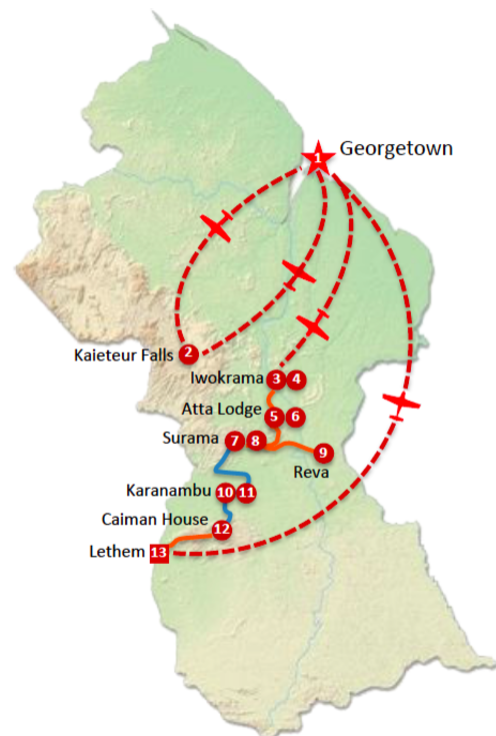 1 Georgetown
Kaieteur Falls 2
Iwokrama 3 4
Atta Lodge 5 6
Surama 7 8
9
Reva
Karanambu 10 11
Caiman House 12
Lethem 13